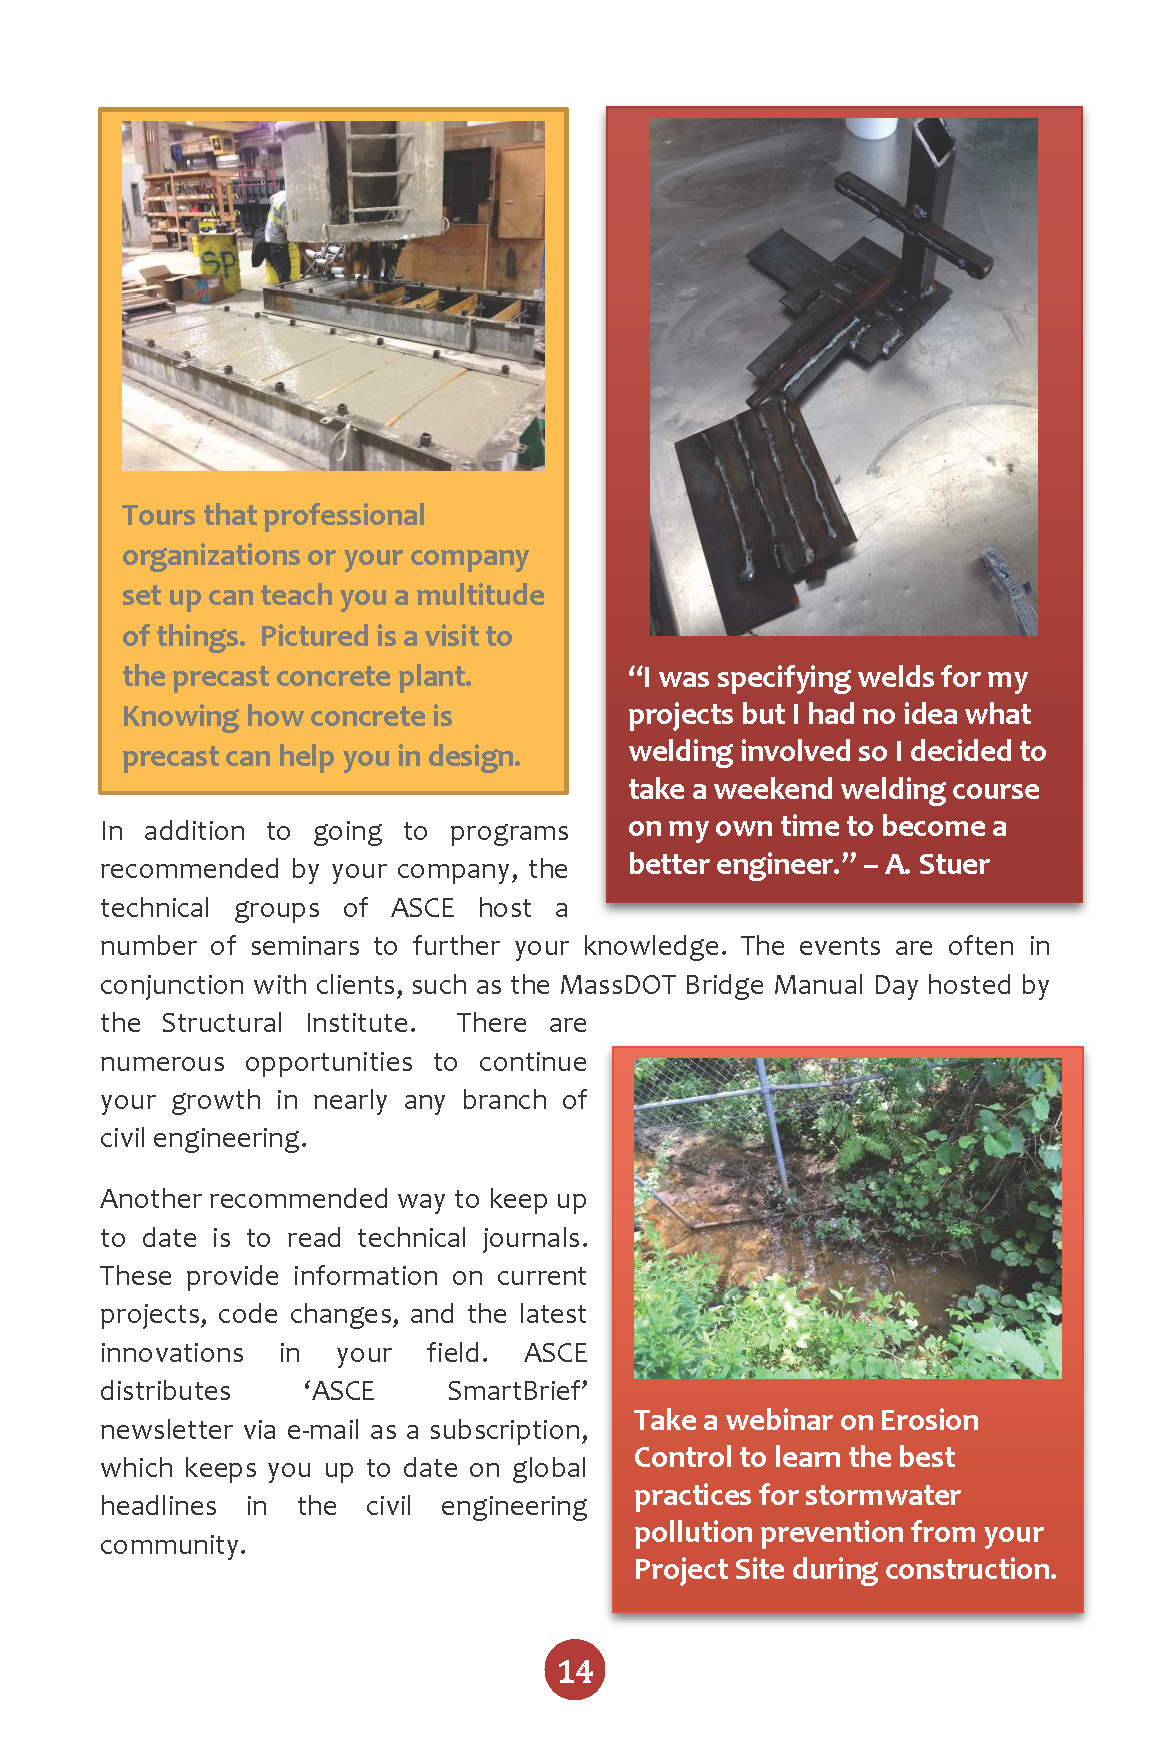 SP
Tours that professional
organizations or your company
set up can teach you a multitude
of things.  Pictured is a visit to
the precast concrete plant.
Knowing how concrete is
precast can help you in design.
“I was specifying welds for my
projects but I had no idea what
welding involved so I decided to
take a weekend welding course
on my own time to become a
better engineer.” – A. Stuer
In addition to going to programs
recommended by your company, the
technical groups of ASCE host a
number of seminars to further your knowledge. The events are often in
conjunction with clients, such as the MassDOT Bridge Manual Day hosted by
the Structural Institute.  There are
numerous opportunities to continue
your growth in nearly any branch of
civil engineering.
Another recommended way to keep up
to date is to read technical journals.
These provide information on current
projects, code changes, and the latest
innovations in your field. ASCE
distributes ‘ASCE SmartBrief’
newsletter via e-mail as a subscription,
which keeps you up to date on global
headlines in the civil engineering
community.
Take a webinar on Erosion
Control to learn the best
practices for stormwater
pollution prevention from your
Project Site during construction.
14